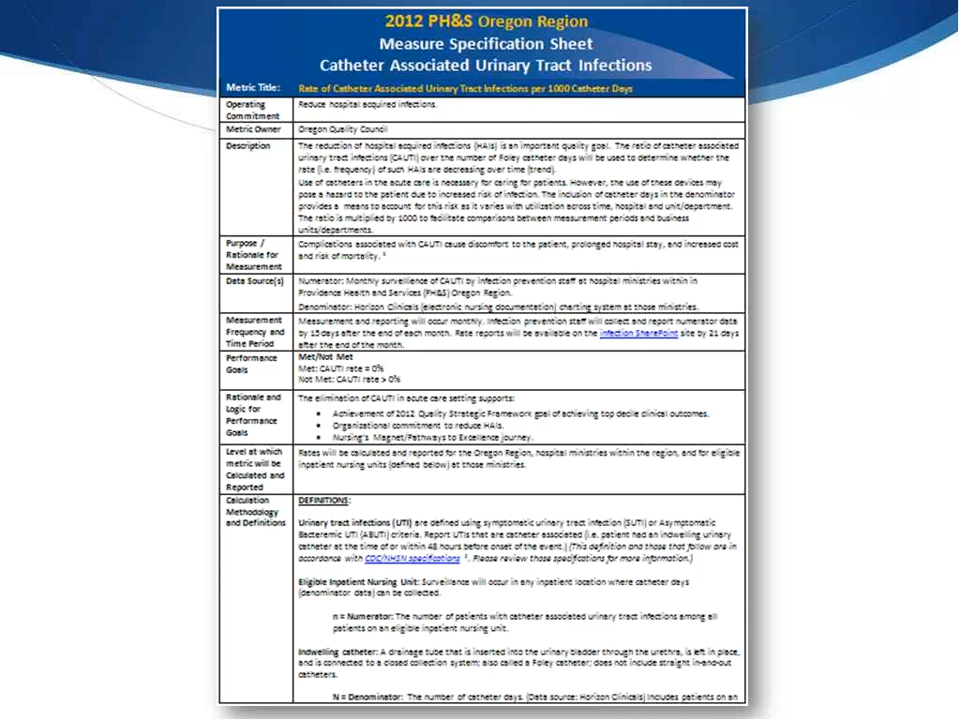 2012 PH&S Oregon Region
Measure Specification Sheet
Catheter Associated Urinary Tract Infections
Metric Title: Rate of Catheter Associated Urinary Tract Infections per 1000 Catheter Days
Operating Commitment
Reduce hospital acquired infections.
Metric Owner
Oregon Quality Council
Description
The reduction of hospital acquired infections (HAIs) is an important quality goal. The ratio of catheter associated
urinary tract infections (CAUTI) over the number of Foley catheter days will be used to determine whether the
rate (i.e. frequency) of such HAIs are decreasing over time (trend).
Use of catheters in the acute care is necessary for caring for patients. However, the use of these devices may
pose a hazard to the patient due to increased risk of infection. The inclusion of catheter days in the denominator
provides a means to account for this risk as it varies with utilization across time, hospital and unit/department.
The ratio is multiplied by 1000 to facilitate comparisons between measurement periods and business
units/departments.
Purpose /
Rationale for
Measurement
Complications associated with CAUTI cause discomfort to the patient, prolonged hospital stay, and increased cost
and risk of mortality.
Data Source(s)
Numerator: Monthly surveillience of CAUTI by infection prevention staff at hospital ministries within in
Providence Health and Services (PH&S) Oregon Region.
Denominator: Horizon Clinicals (electronic nursing documentation) charting system at those ministries.
Measurement
Frequency and
Time Period
Measurement and reporting will occur monthly. Infection prevention staff will collect and report numerator data
by 15 days after the end of each month. Rate reports will be available on the infection SharePoint site by 21 days
after the end of the month.
Performance
Goals
Met/Not Met
Met: CAUTI rate = 0%
Not Met: CAUTI rate > 0%
Rationale and
Logic for
Performance
Goals
The elimination of CAUTI in acute care setting supports:
• Achievement of 2012 Quality Strategic Framework goal of achieving top decile clinical outcomes.
• Organizational commitment to reduce HAIs.
• Nursing's Magnet/Pathways to Excellence journey.
Level at which
metric will be
Calculated and
Reported
Rates will be calculated and reported for the Oregon Region, hospital ministries within the region, and for eligible
inpatient nursing units (defined below) at those ministries.
Calculation
Methodology
and Definitions
DEFINITIONS:
Urinary tract infections (UTI) are defined using symptomatic urinary tract infection (SUTI) or Asymptomatic
Bacteremic UTI (ABUTI) criteria. Report UTIs that are catheter associated (i.e. patient had an indwelling urinary
catheter at the time of or within 48 hours before onset of the event.) (This definition and those that follow are in
accordance with CDC/NHSN specifications . Please review those specifications for more information.)
Eligible Inpatient Nursing Unit: Surveillance will occur in any inpatient location where catheter days
(denominator data) can be collected.
n = Numerator: The number of patients with catheter associated urinary tract infections among all
patients on an eligible inpatient nursing unit.
Indwelling catheter: A drainage tube that is inserted into the urinary bladder through the urethra, is left in place,
and is connected to a closed collection system; also called a Foley catheter; does not include straight in-and-out
catheters.
N = Denominator: The number of catheter days. (Data source: Horizon Clinicals) Includes patients on an